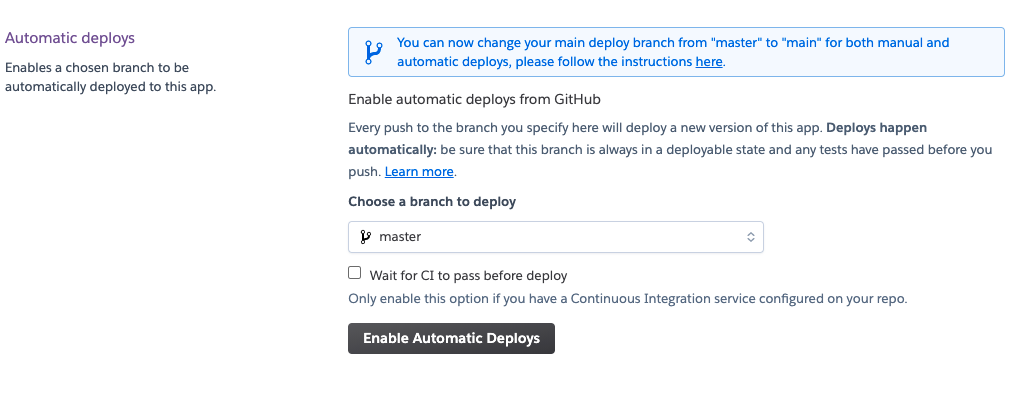 Automatic deploys
Enables a chosen branch to be
automatically deployed to this app.
You can now change your main deploy branch from "master" to "main" for both manual and
automatic deploys, please follow the instructions here.
Enable automatic deploys from GitHub
Every push to the branch you specify here will deploy a new version of this app. Deploys happen
automatically: be sure that this branch is always in a deployable state and any tests have passed before you
push. Learn more.
Choose a branch to deploy
master
Wait for CI to pass before deploy
Only enable this option if you have a Continuous Integration service configured on your repo.
Enable Automatic Deploys